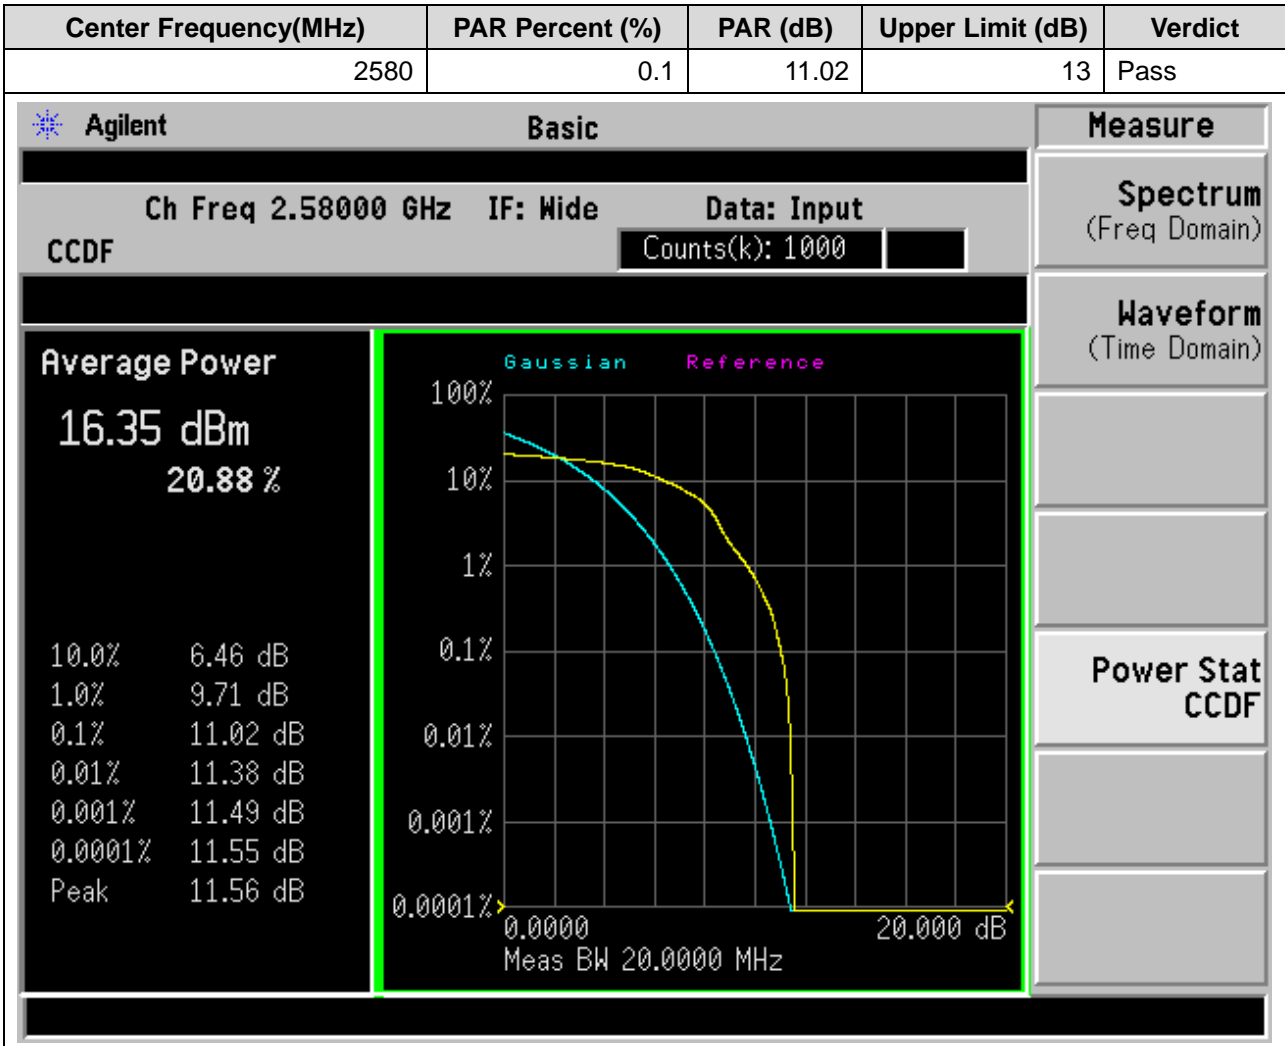 Center Frequency(MHz) PAR Percent (%) PAR (dB) Upper Limit (dB) Verdict
2580 0.1 11.02 13 Pass
Agilent Basic Measure
Ch Freq 2.58000 GHz IF: Wide Data: Input
CCDF Counts(k): 1000
Spectrum
(Freq Domain)
Waveform
(Time Domain)
Power Stat
CCDF
Average Power
16.35 dBm
20.88 %
10.0% 6.46 dB
1.0% 9.71 dB
0.1% 11.02 dB
0.01% 11.38 dB
0.001% 11.49 dB
0.0001% 11.55 dB
Peak 11.56 dB
Gaussian Reference
100%
10%
1%
0.1%
0.01%
0.001%
0.0001%
0.0000 20.000 dB
Meas BW 20.0000 MHz